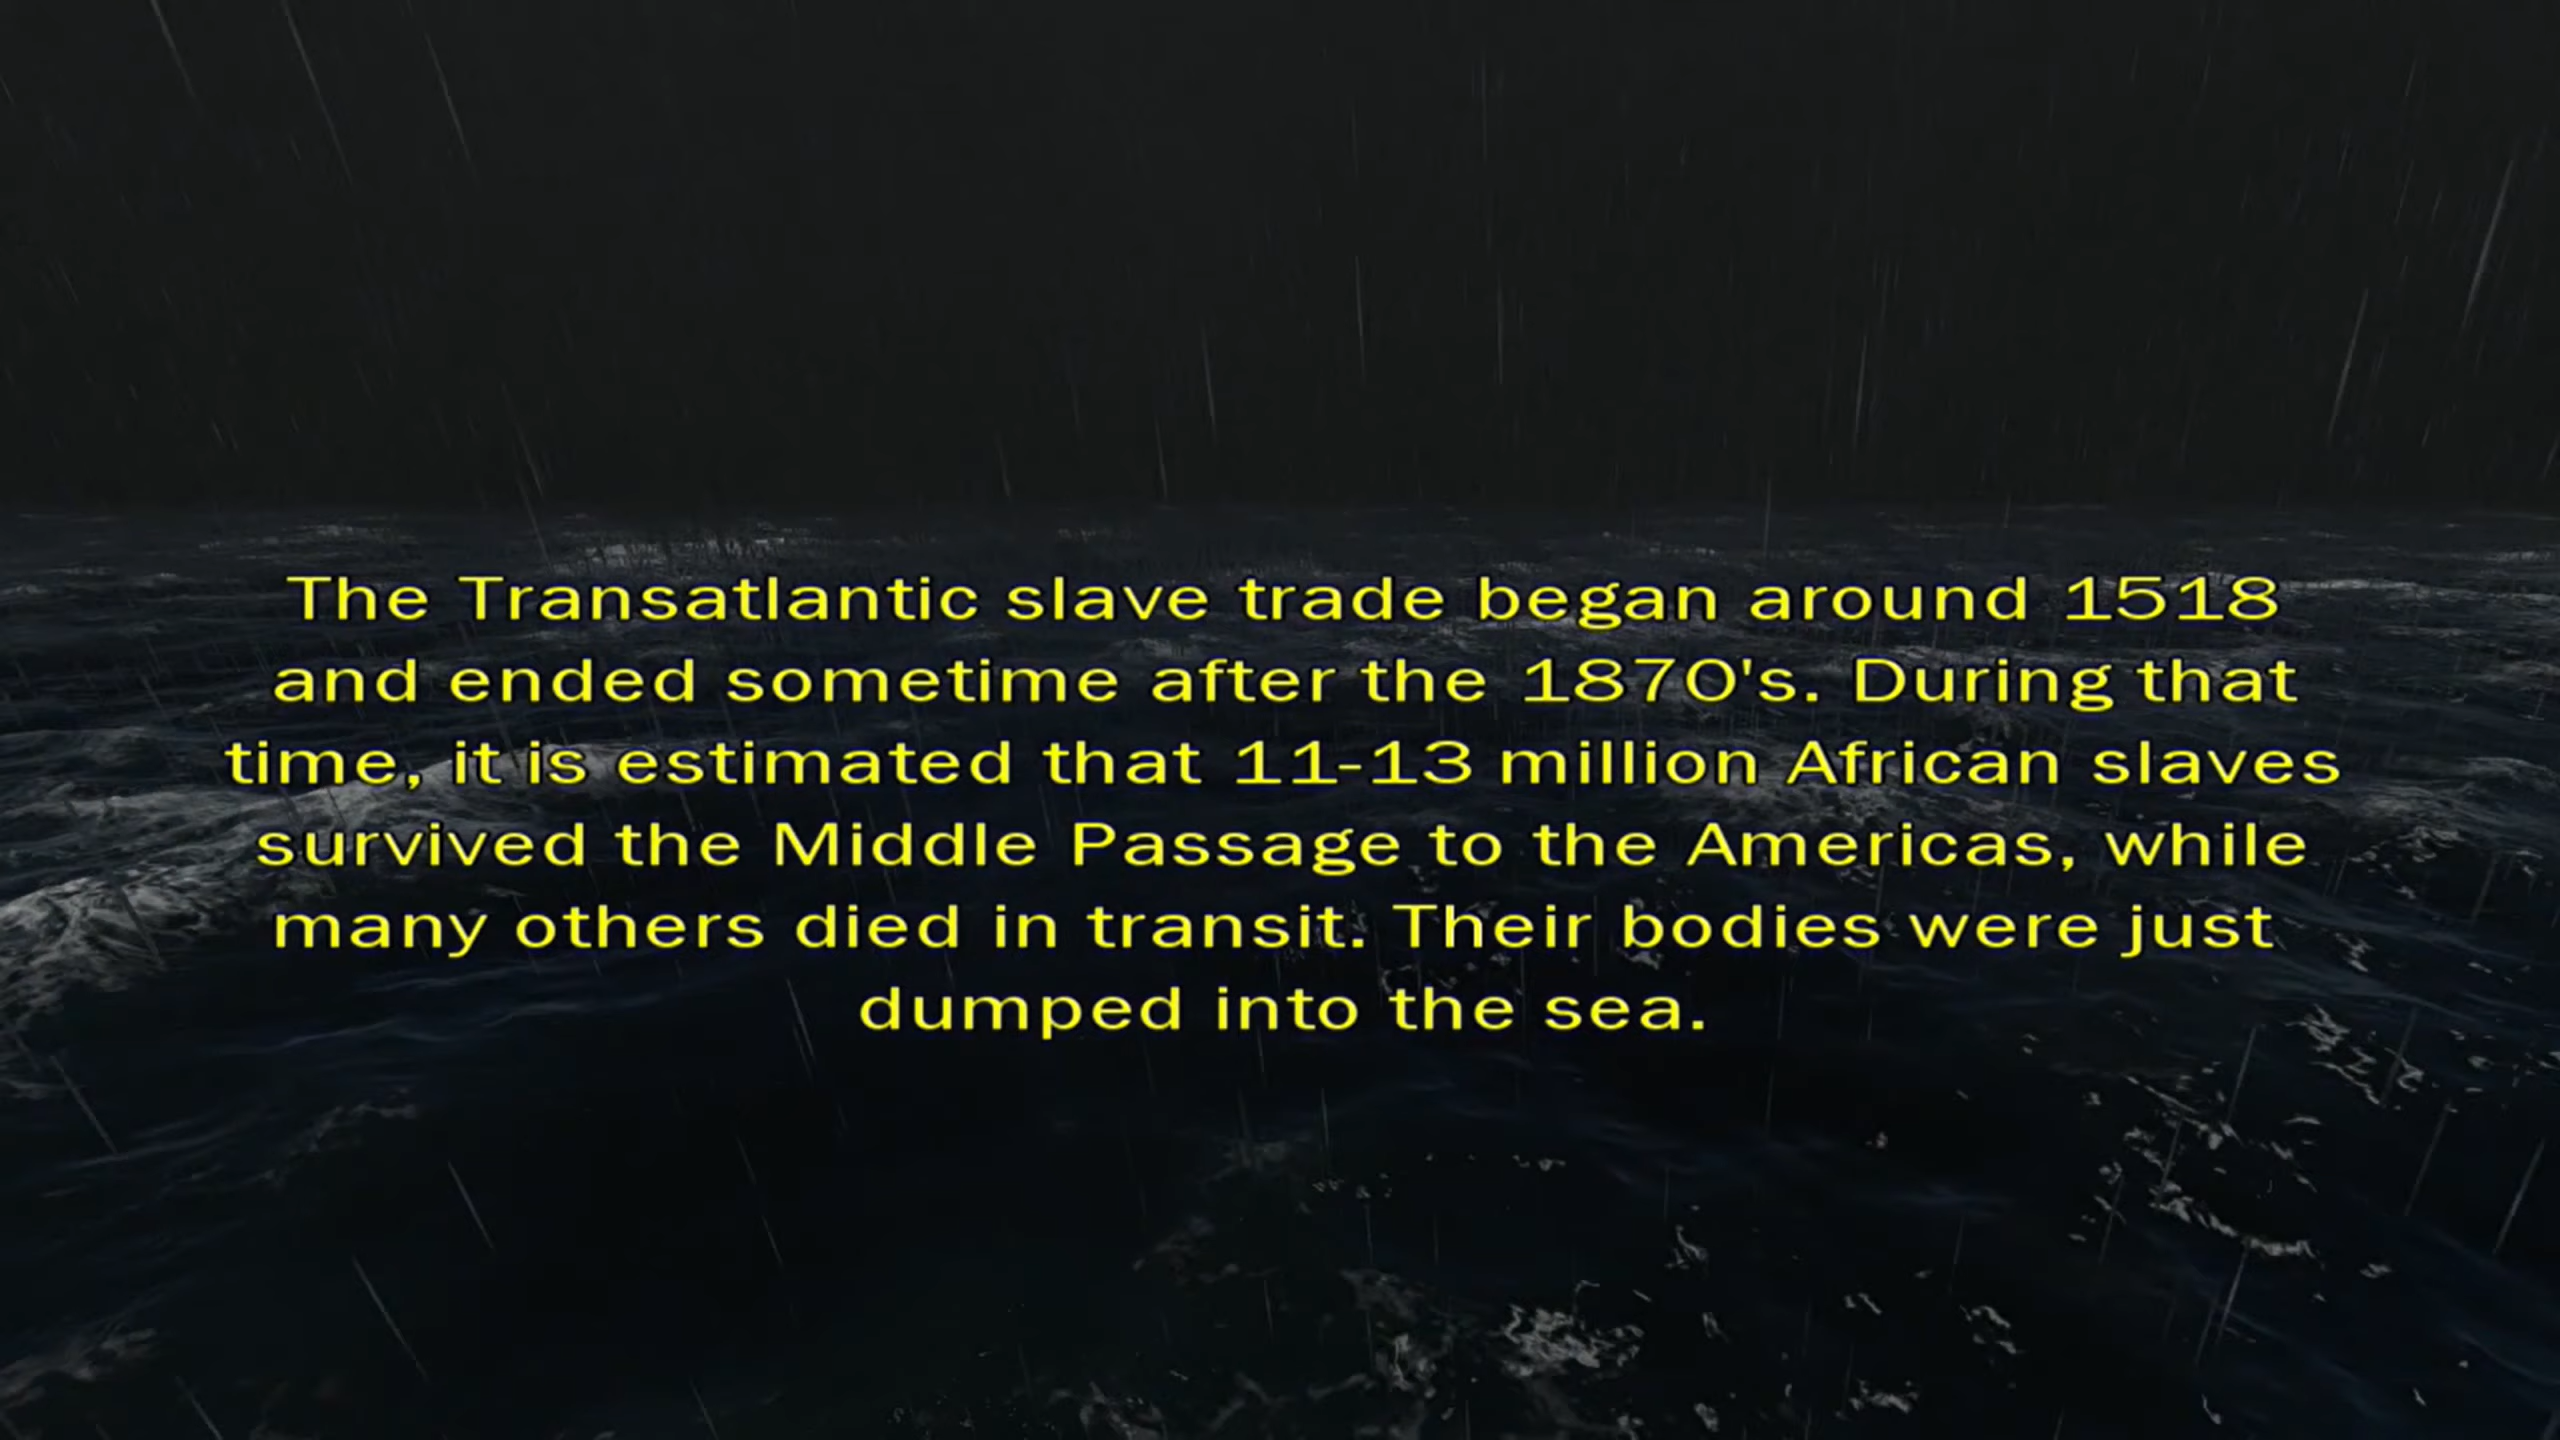 The Transatlantic slave trade began around 1518
and ended sometime after the 1870's. During that
time, it is estimated that 11-13 million African slaves
survived the Middle Passage to the Americas, while
many others died in transit. Their bodies were just
dumped into the sea.